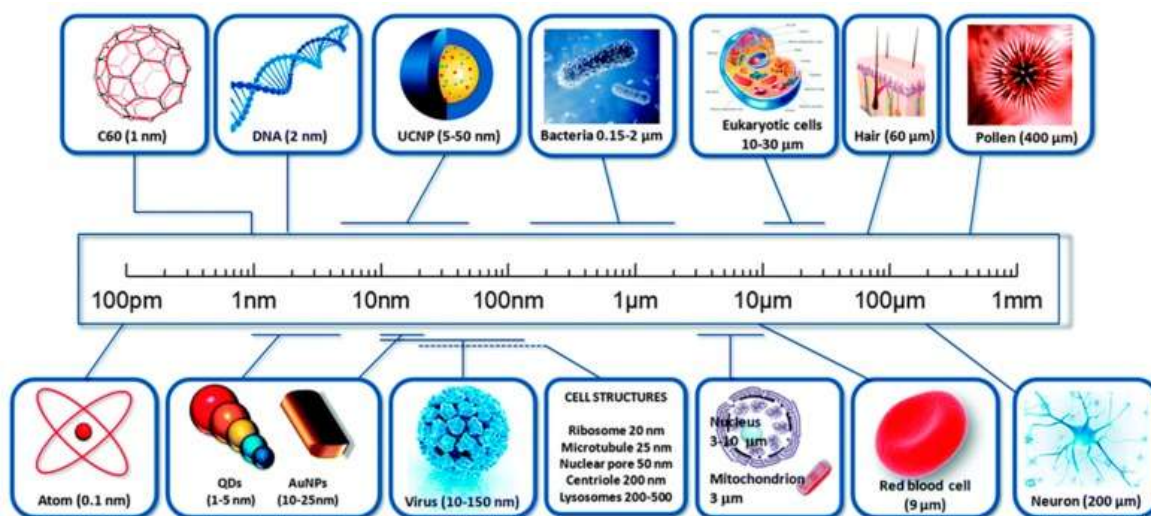 C60 (1 nm)
DNA (2 nm)
UCNP (5-50 nm)
Bacteria 0.15-2 µm
Eukaryotic cells
10-30 µm
Hair (60 µm)
Pollen (400 µm)
100pm
1nm
10nm
100nm
1µm
10µm
100µm
1mm
Atom (0.1 nm)
QDs
(1-5 nm)
AuNPs
(10-25nm)
Virus (10-150 nm)
CELL STRUCTURES
Ribosome 20 nm
Microtubule 25 nm
Nuclear pore 50 nm
Centriole 200 nm
Lysosomes 200-500
Nucleus
3-10 µm
Mitochondrion
3 µm
Red blood cell
(9 µm)
Neuron (200 µm)